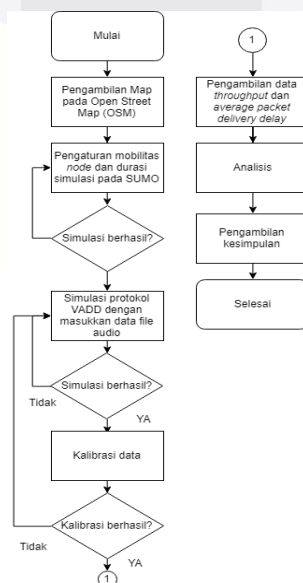 Mulai
Pengambilan Map
pada Open Street
Map (OSM)
Pengaturan mobilitas
node dan durasi
simulasi pada SUMO
Simulasi berhasil?
Simulasi protokol
VADD dengan
masukkan data file
audio
Simulasi berhasil?
Tidak
YA
Kalibrasi data
Kalibrasi berhasil?
Tidak
YA
1
1
Pengambilan data
throughput dan
average packet
delivery delay
Analisis
Pengambilan
kesimpulan
Selesai